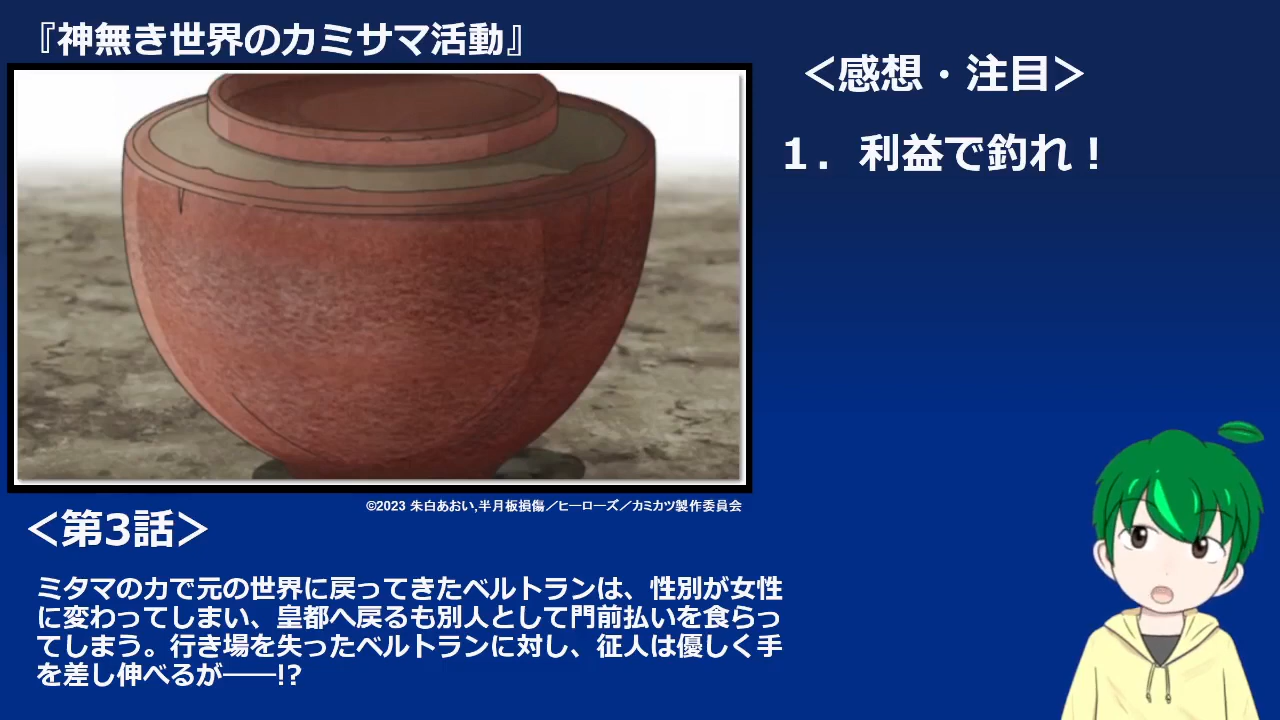 『神無き世界のカミサマ活動』
＜感想・注目＞
１．利益で釣れ！
©2023 朱白あおい,半月板損傷／ヒーローズ／カミカツ製作委員会
＜第3話＞
ミタマの力で元の世界に戻ってきたベルトランは、性別が女性
に変わってしまい、皇都へ戻るも別人として門前払いを食らっ
てしまう。行き場を失ったベルトランに対し、征人は優しく手
を差し伸べるが――!?